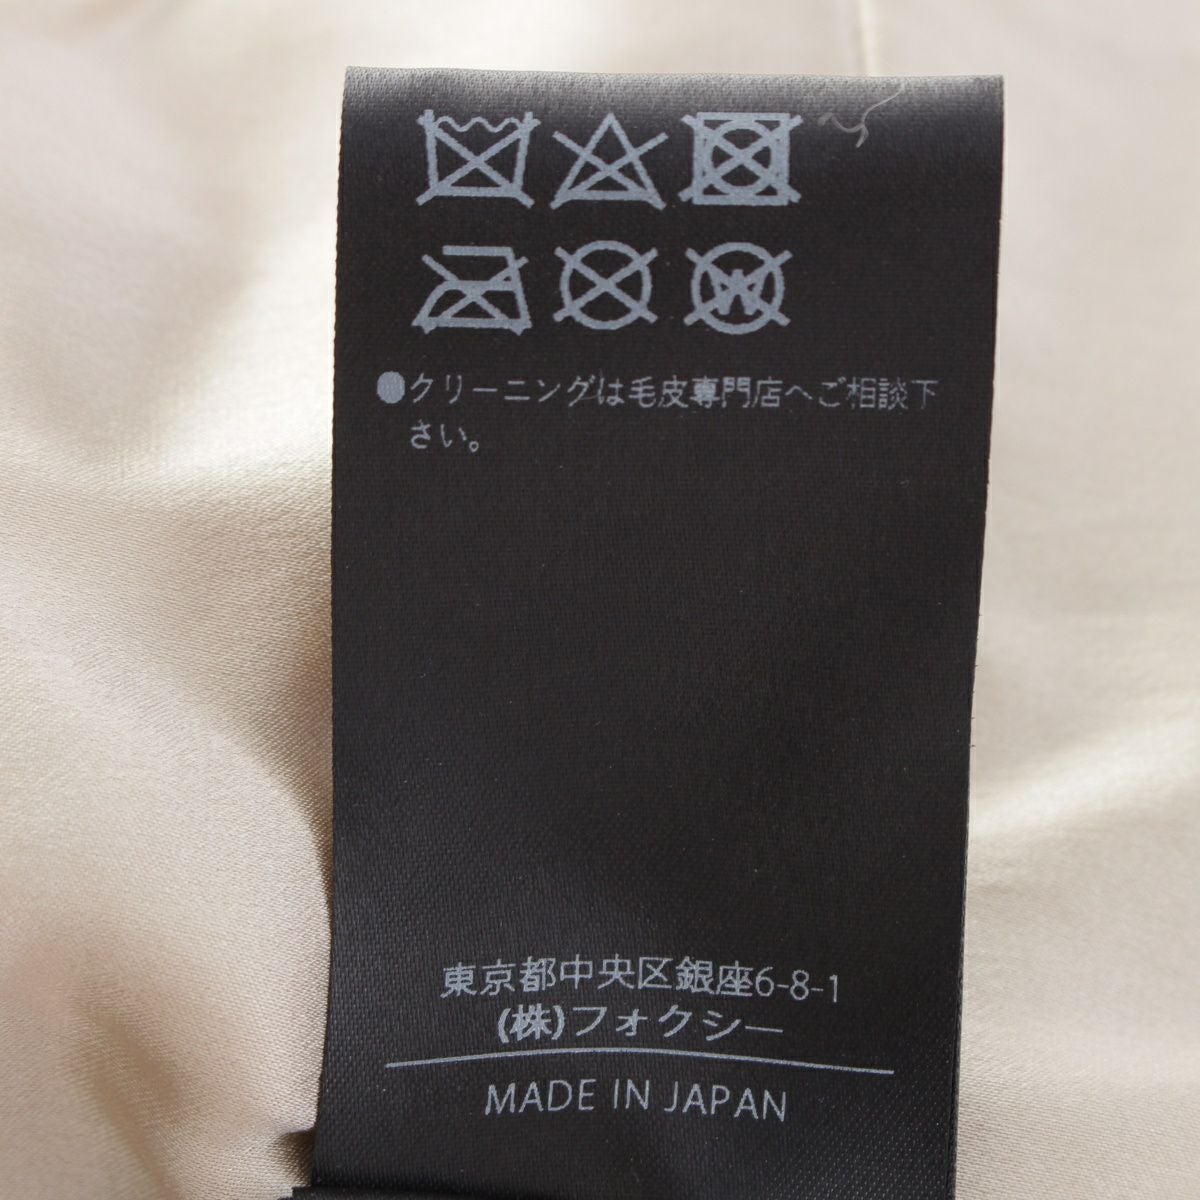 ●クリーニングは毛皮専門店へご相談下
さい。
東京都中央区銀座6-8-1
(株)フォクシー
MADE IN JAPAN